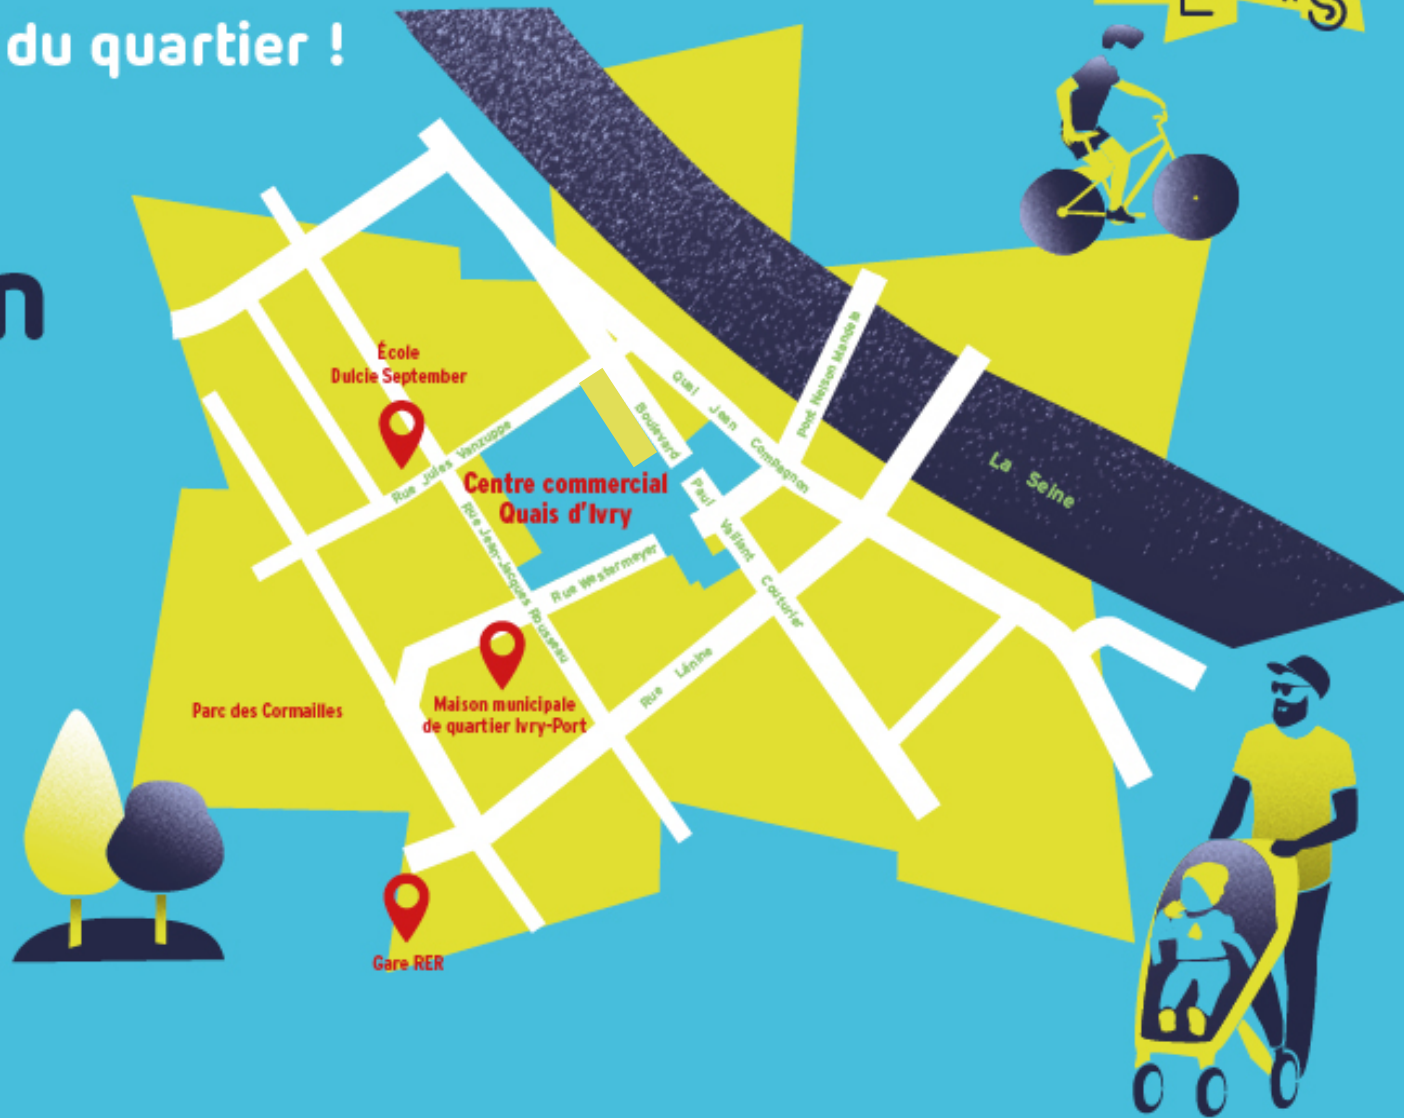 du quartier !
n
École
Dulcie September
Rue Jules Vanzuppe
Centre commercial
Quais d'Ivry
Boulevard
Paul
Vaillant
Couturier
Quai Jean Compagnon
Pont Nelson Mandela
La Seine
Rue Jean-Jacques Rousseau
Rue Westermeyer
Rue Lénine
Parc des Cormailles
Maison municipale
de quartier Ivry-Port
Gare RER